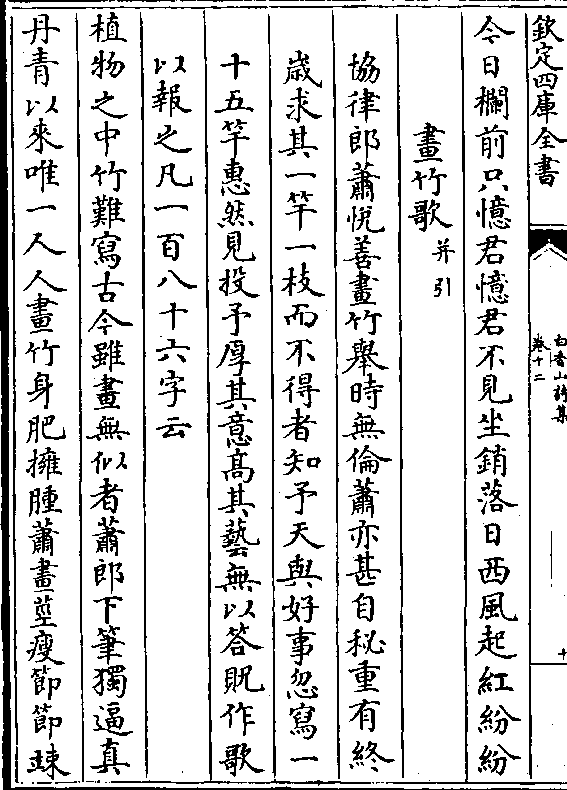 欽定四庫全書
白香山詩集
卷十二
十
今日欄前只憶君憶君不見坐銷落日西風起紅紛紛
畫竹歌并引
協律郎蕭悅善畫竹舉時無倫蕭亦甚自秘重有終
歲求其一竿一枝而不得者知予天與好事忽寫一
十五竿惠然見投予厚其意高其藝無以答貺作歌
以報之凡一百八十六字云
植物之中竹難寫古今雖畫無似者蕭郎下筆獨逼真
丹青以來唯一人人畫竹身肥擁腫蕭畫莖瘦節節竦